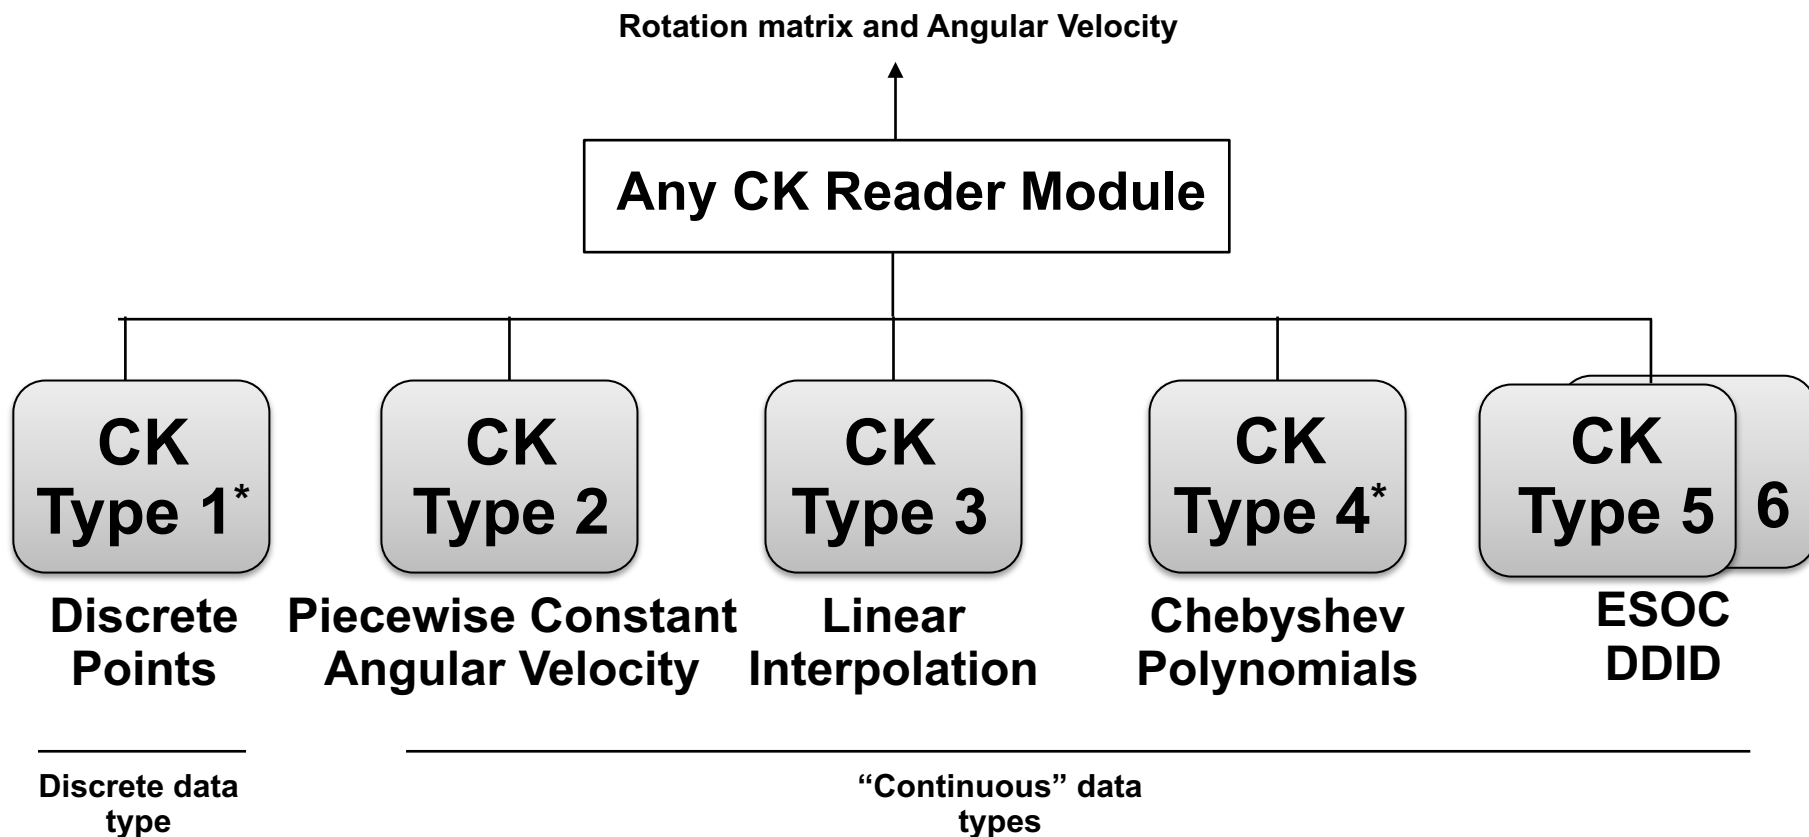 Rotation matrix and Angular Velocity
Any CK Reader Module
CK
Type 1*
CK
Type 2
CK
Type 3
CK
Type 4*
CK
Type 5
6
Discrete
Points
Piecewise Constant
Angular Velocity
Linear
Interpolation
Chebyshev
Polynomials
ESOC
DDID
Discrete data
type
“Continuous” data
types